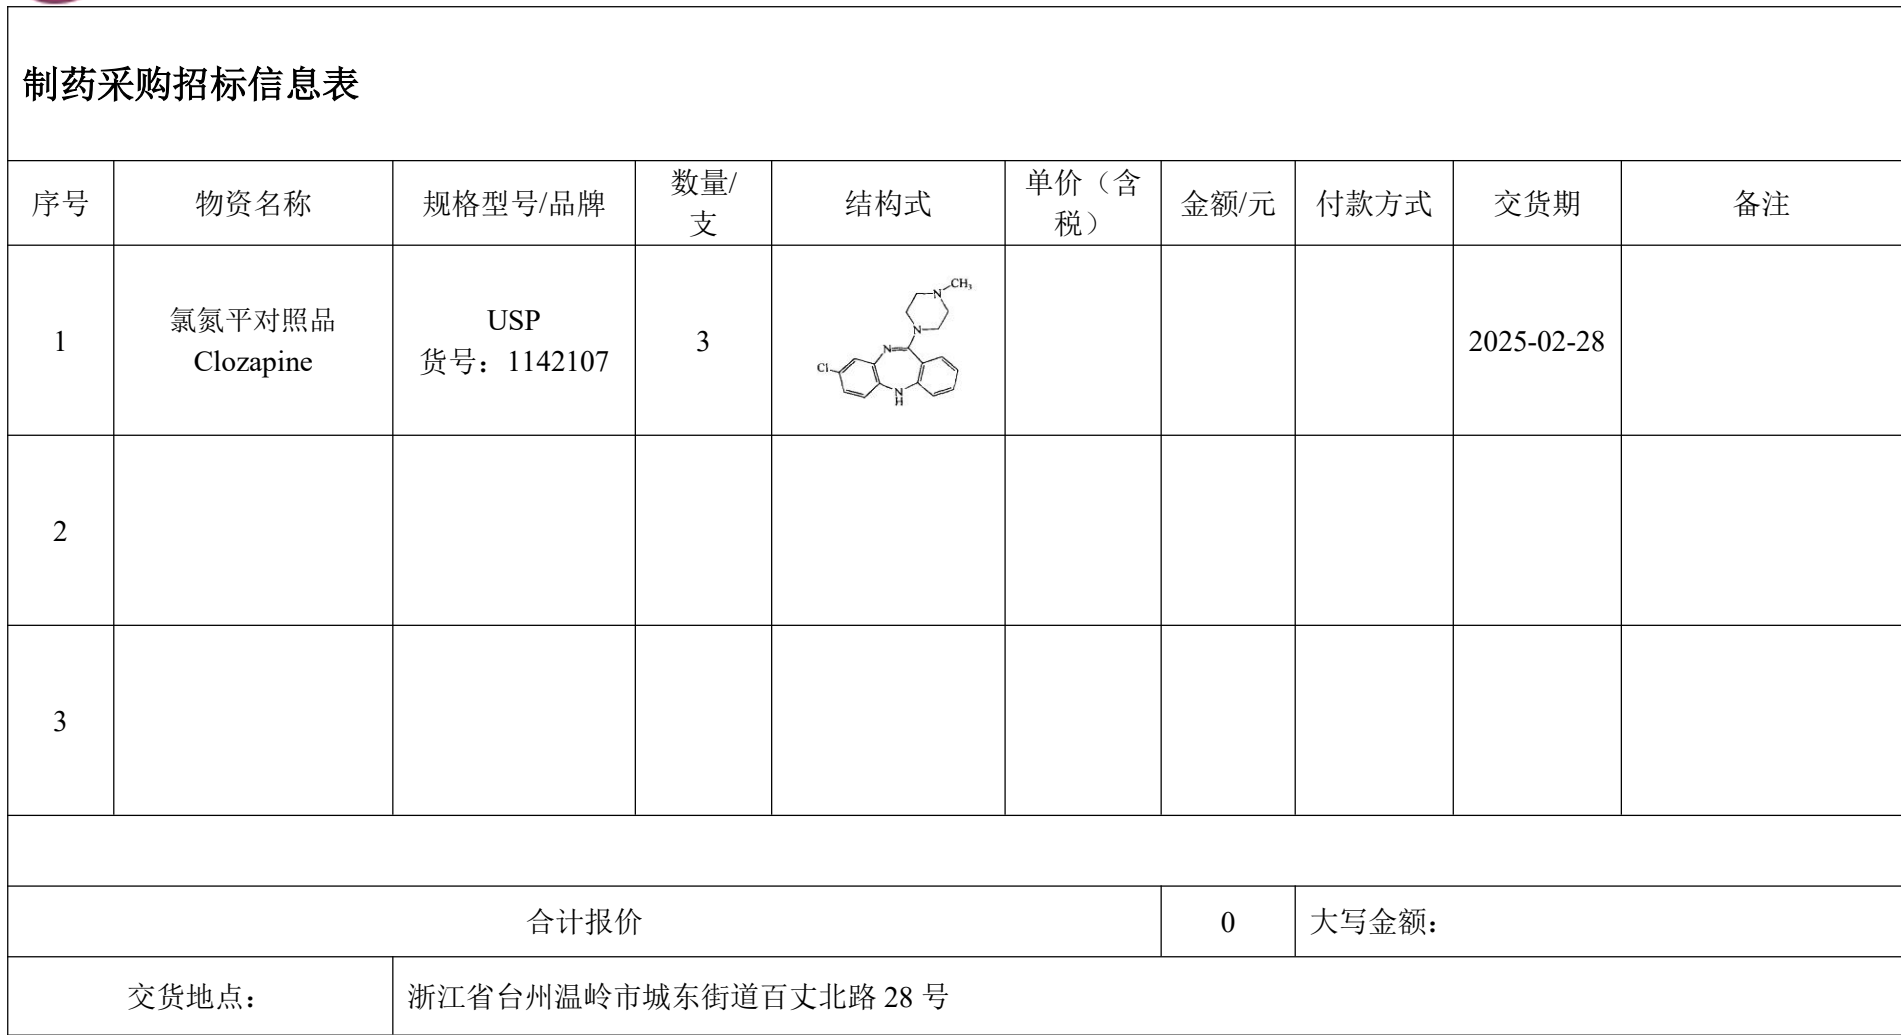 制药采购招标信息表
序号 物资名称 规格型号/品牌 数量/ 结构式 单价（含 金额/元 付款方式 交货期 备注
支 税）
1 氯氮平对照品 USP 3 2025-02-28
Clozapine 货号：1142107
N CH₃
N
N
Cl
N
H
2
3
合计报价 0 大写金额：
交货地点： 浙江省台州温岭市城东街道百丈北路 28 号